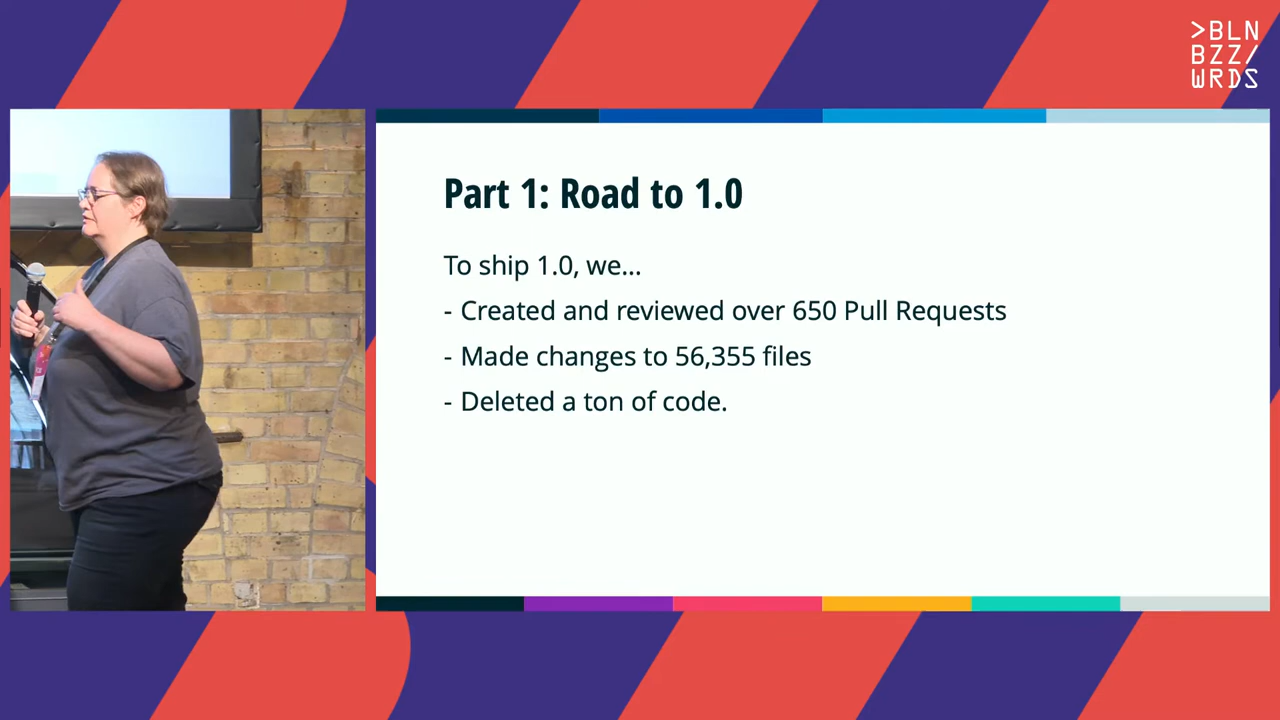 >BLN
BZZ/
WRDS
Part 1: Road to 1.0
To ship 1.0, we...
- Created and reviewed over 650 Pull Requests
- Made changes to 56,355 files
- Deleted a ton of code.